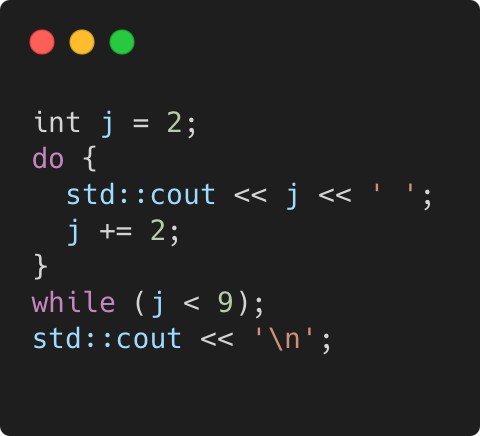 int j = 2;
do {
  std::cout << j << ' ';
  j += 2;
}
while (j < 9);
std::cout << '\n';